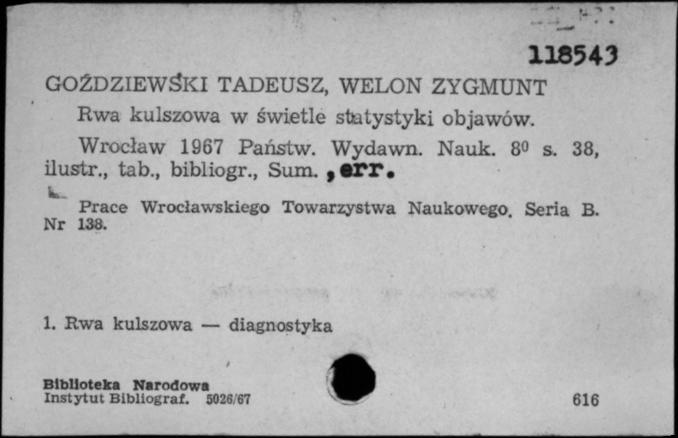 118543
GOŹDZIEWSKI TADEUSZ, WELON ZYGMUNT
Rwa kulszowa w świetle statystyki objawów.
Wrocław 1967 Państw. Wydawn. Nauk. 8⁰ s. 38,
ilustr., tab., bibliogr., Sum. , err.
Prace Wrocławskiego Towarzystwa Naukowego. Seria B.
Nr 138.
1. Rwa kulszowa — diagnostyka
Biblioteka Narodowa
Instytut Bibliograf. 5026/67
616